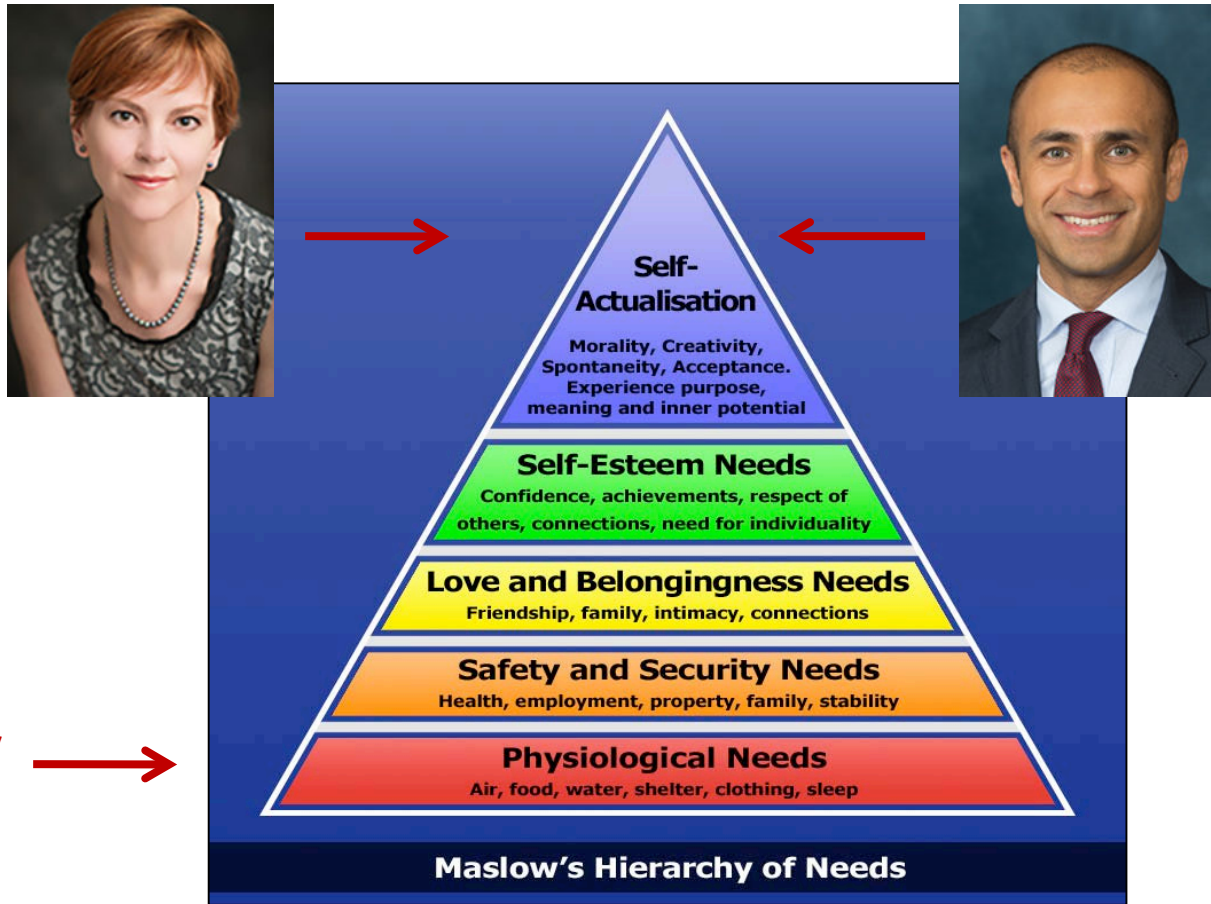 Self-
Actualisation
Morality, Creativity,
Spontaneity, Acceptance.
Experience purpose,
meaning and inner potential
Self-Esteem Needs
Confidence, achievements, respect of
others, connections, need for individuality
Love and Belongingness Needs
Friendship, family, intimacy, connections
Safety and Security Needs
Health, employment, property, family, stability
Physiological Needs
Air, food, water, shelter, clothing, sleep
Maslow's Hierarchy of Needs